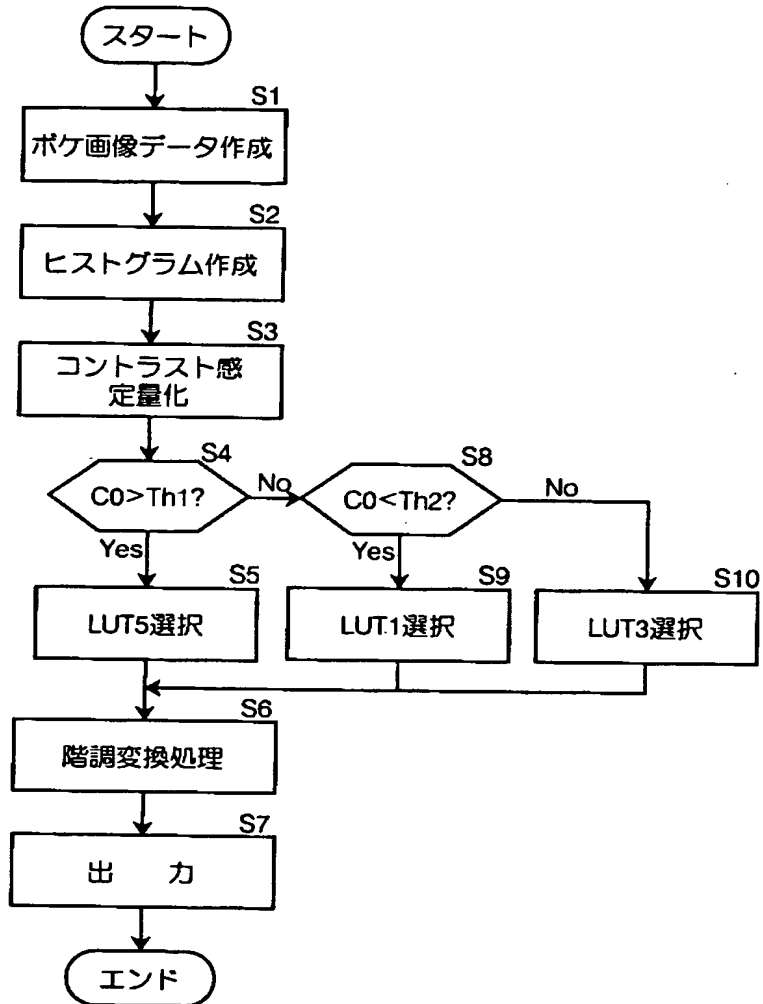 スタート
S1
ボケ画像データ作成
S2
ヒストグラム作成
S3
コントラスト感
定量化
S4
C0>Th1?
No
S8
C0<Th2?
No
Yes
Yes
S5
LUT5選択
S9
LUT1選択
S10
LUT3選択
S6
階調変換処理
S7
出 力
エンド